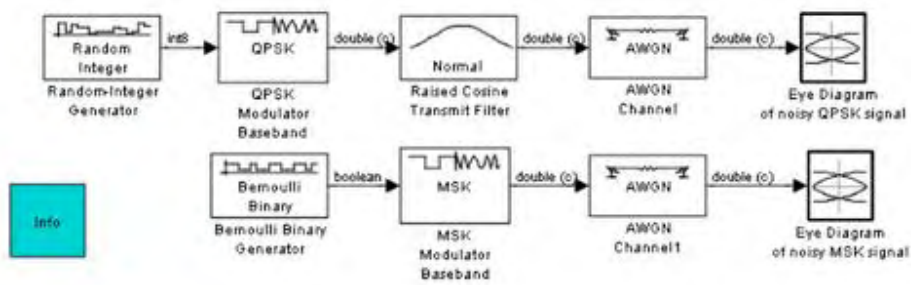 Random
Integer
Random-Integer
Generator
int8
QPSK
QPSK
Modulator
Baseband
double (c)
Normal
Raised Cosine
Transmit Filter
double (c)
AWGN
AWGN
Channel
double (c)
Eye Diagram
of noisy QPSK signal
Info
Bernoulli
Binary
Bernoulli Binary
Generator
boolean
MSK
MSK
Modulator
Baseband
double (c)
AWGN
AWGN
Channel1
double (c)
Eye Diagram
of noisy MSK signal